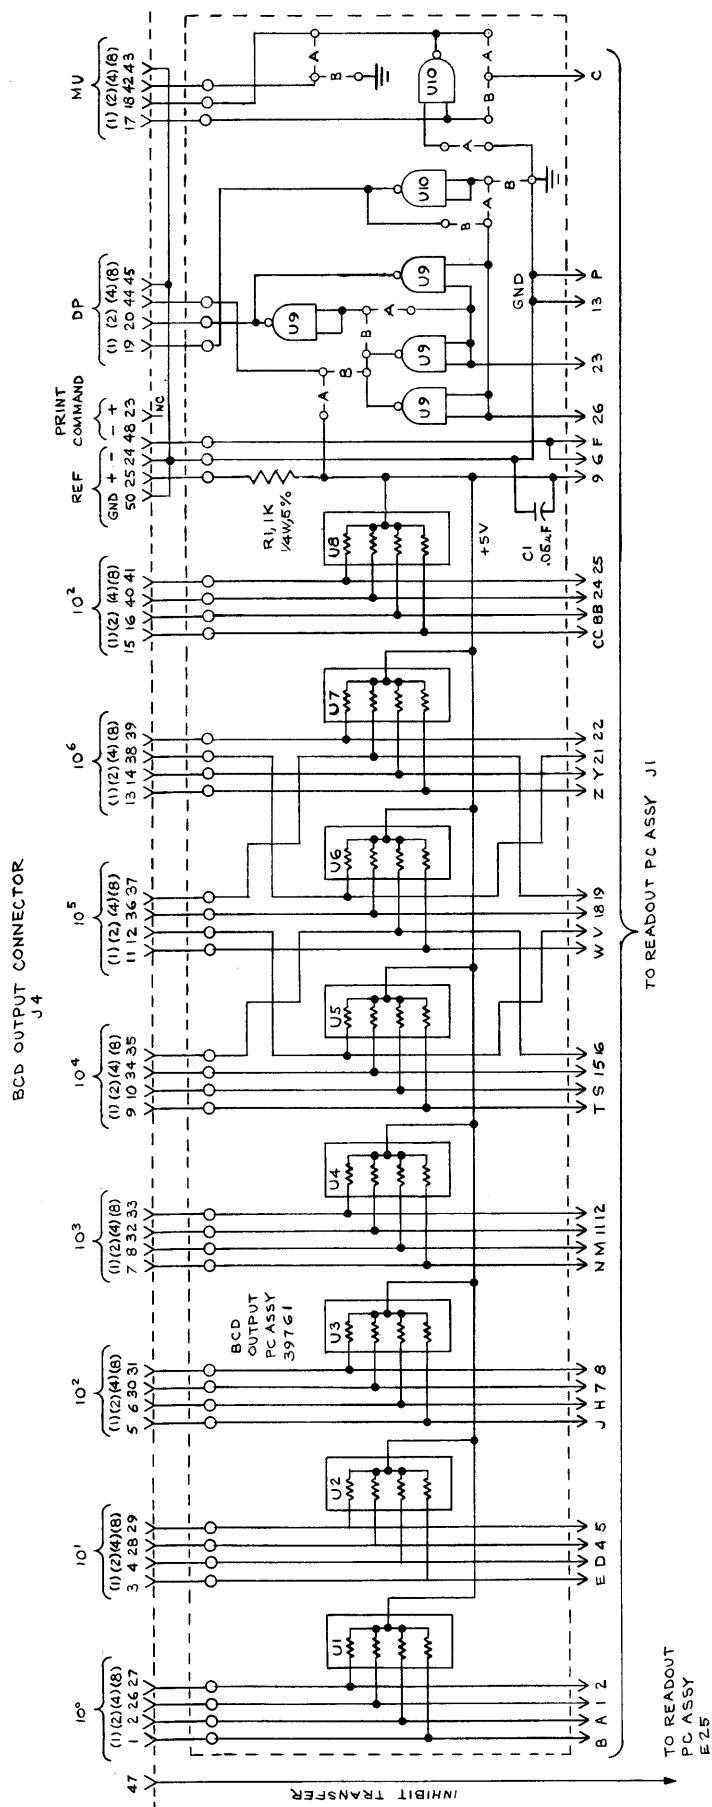 BCD OUTPUT CONNECTOR
J4
47
INHIBIT TRANSFER
TO READOUT
PC ASSY
E25
10⁰
(1)(2)(4)(8)
1 2 26 27
10¹
(1)(2)(4)(8)
3 4 28 29
10²
(1)(2)(4)(8)
5 6 30 31
10³
(1)(2)(4)(8)
7 8 32 33
10⁴
(1)(2)(4)(8)
9 10 34 35
10⁵
(1)(2)(4)(8)
11 12 36 37
10⁶
(1)(2)(4)(8)
13 14 38 39
10²
(1)(2)(4)(8)
15 16 40 41
REF
GND + -
50 25 24
PRINT
COMMAND
- +
48 23
NC
DP
(1)(2)(4)(8)
19 20 44 45
MU
(1)(2)(4)(8)
17 18 42 43
BCD
OUTPUT
PC ASSY
39761
U1
U2
U3
U4
U5
U6
U7
U8
R1, 1K
1/4W, 5%
+5V
C1
.05µF
U9
U9
U9
U9
U10
U10
A
B
A
B
A
B
A
B
A
B
A
A
B
GND
B A 1 2
E D 4 5
J H 7 8
N M 11 12
T S 15 16
W V 18 19
Z Y 21 22
CC BB 24 25
9 6 F 26 23 13 P C
TO READOUT PC ASSY J1